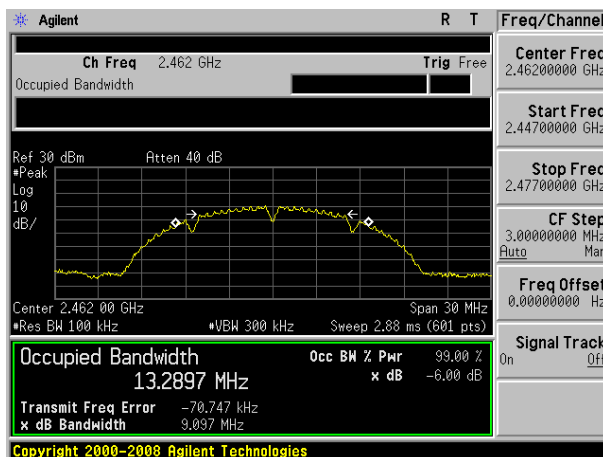 Agilent R T
Ch Freq 2.462 GHz Trig Free
Occupied Bandwidth
Ref 30 dBm Atten 40 dB
#Peak
Log
10
dB/
Center 2.462 00 GHz Span 30 MHz
#Res BW 100 kHz #VBW 300 kHz Sweep 2.88 ms (601 pts)
Occupied Bandwidth Occ BW % Pwr 99.00 %
13.2897 MHz x dB -6.00 dB
Transmit Freq Error -70.747 kHz
x dB Bandwidth 9.097 MHz
Copyright 2000-2008 Agilent Technologies
Freq/Channel
Center Freq
2.46200000 GHz
Start Freq
2.44700000 GHz
Stop Freq
2.47700000 GHz
CF Step
3.00000000 MHz
Auto Man
Freq Offset
0.00000000 Hz
Signal Track
On Off